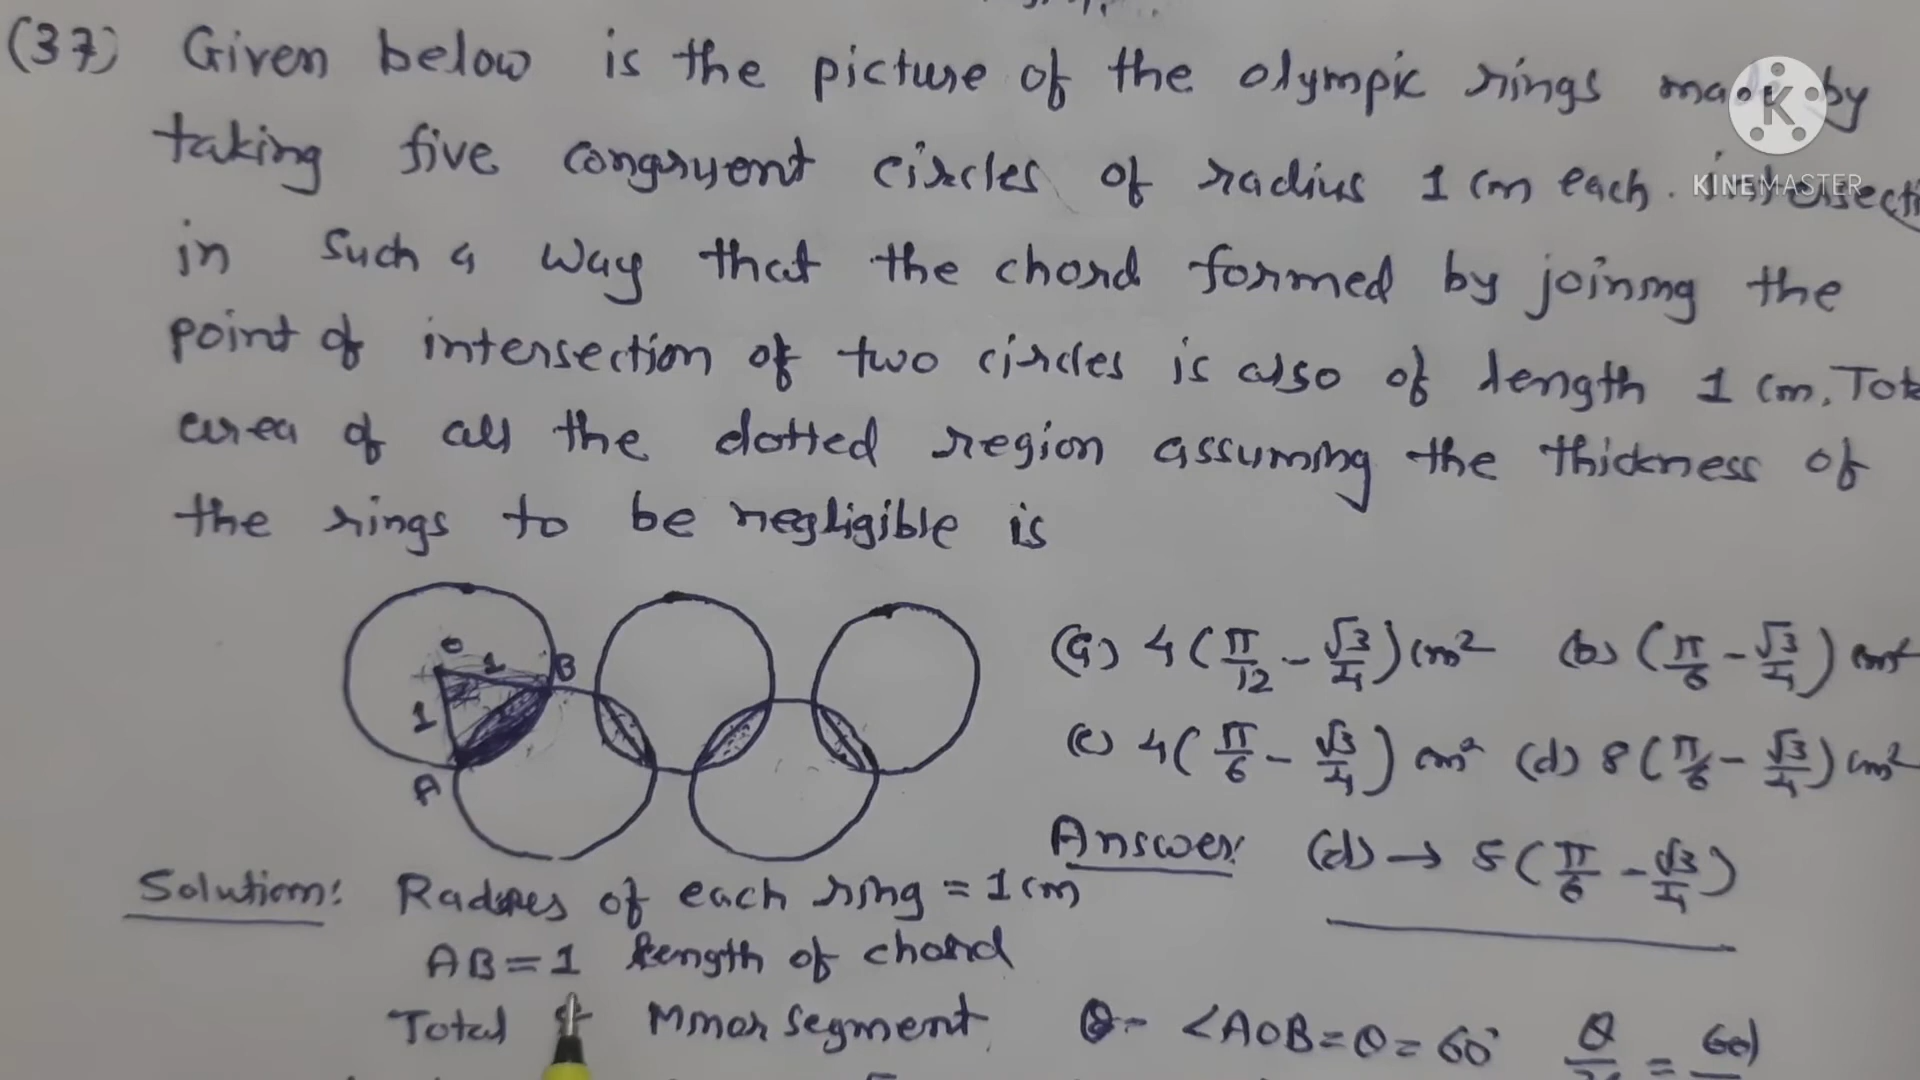 (37) Given below is the picture of the olympic rings made by
taking five congruent circles of radius 1 cm each. intersecti
in such a way that the chord formed by joining the
point of intersection of two circles is also of length 1 cm. Tot
area of all the dotted region assuming the thickness of
the rings to be negligible is
(a) 4(π/12 - √3/4) cm² (b) (π/6 - √3/4) cm²
(c) 4(π/6 - √3/4) cm² (d) 8(π/6 - √3/4) cm²
O
1 B
1
A
Answer: (d) → 8(π/6 - √3/4)
Solution: Radius of each ring = 1 cm
AB = 1 length of chord
Total 8 Minor segment θ- ∠AOB = θ = 60°
K
KINEMASTER